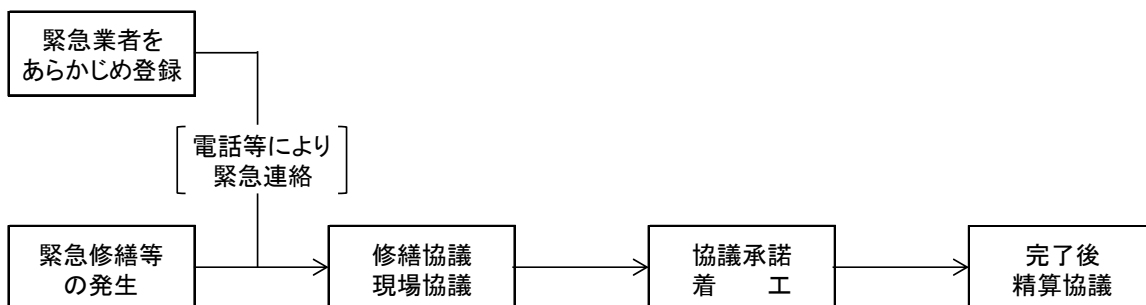 緊急業者を
あらかじめ登録
電話等により
緊急連絡
緊急修繕等
の発生
修繕協議
現場協議
協議承諾
着　　工
完了後
精算協議